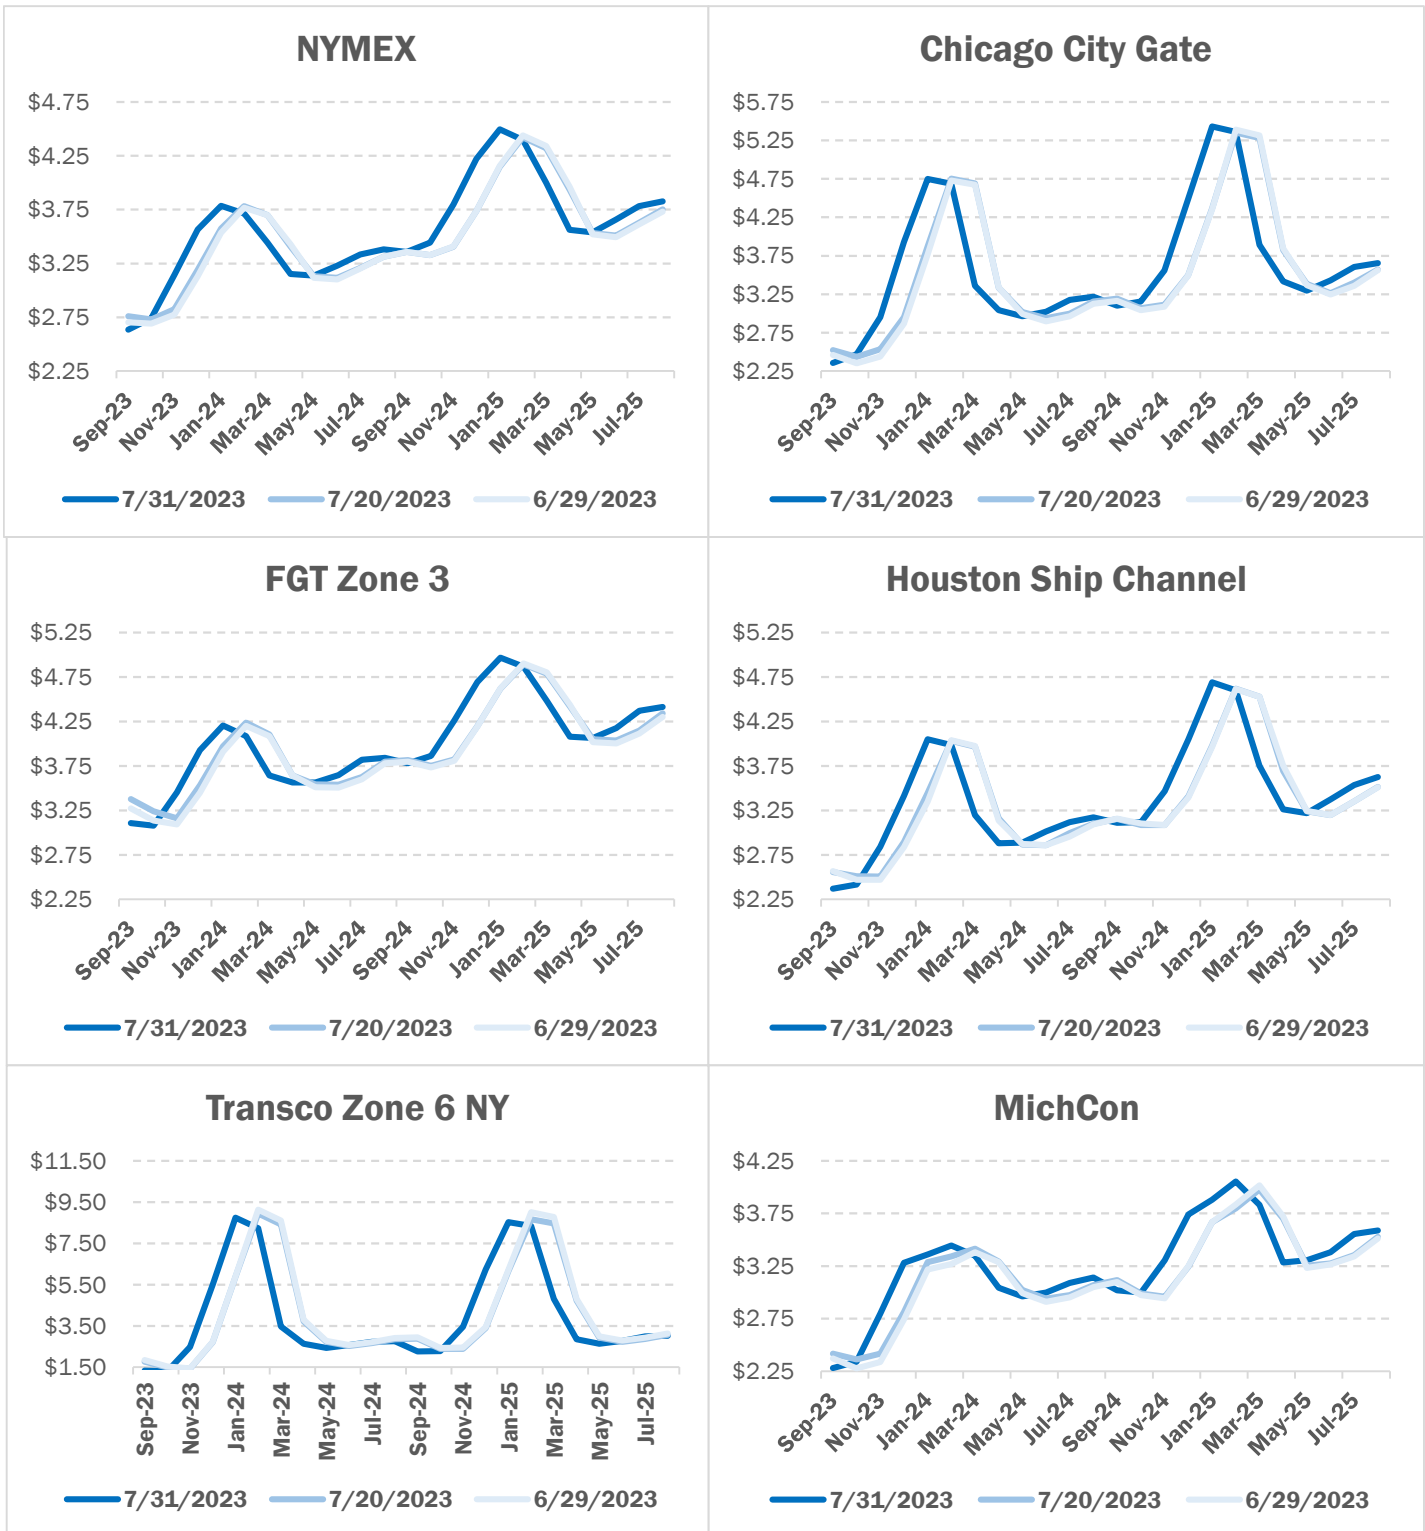 NYMEX
$4.75
$4.25
$3.75
$3.25
$2.75
$2.25
Sep-23 Nov-23 Jan-24 Mar-24 May-24 Jul-24 Sep-24 Nov-24 Jan-25 Mar-25 May-25 Jul-25
7/31/2023 7/20/2023 6/29/2023
Chicago City Gate
$5.75
$5.25
$4.75
$4.25
$3.75
$3.25
$2.75
$2.25
Sep-23 Nov-23 Jan-24 Mar-24 May-24 Jul-24 Sep-24 Nov-24 Jan-25 Mar-25 May-25 Jul-25
7/31/2023 7/20/2023 6/29/2023
FGT Zone 3
$5.25
$4.75
$4.25
$3.75
$3.25
$2.75
$2.25
Sep-23 Nov-23 Jan-24 Mar-24 May-24 Jul-24 Sep-24 Nov-24 Jan-25 Mar-25 May-25 Jul-25
7/31/2023 7/20/2023 6/29/2023
Houston Ship Channel
$5.25
$4.75
$4.25
$3.75
$3.25
$2.75
$2.25
Sep-23 Nov-23 Jan-24 Mar-24 May-24 Jul-24 Sep-24 Nov-24 Jan-25 Mar-25 May-25 Jul-25
7/31/2023 7/20/2023 6/29/2023
Transco Zone 6 NY
$11.50
$9.50
$7.50
$5.50
$3.50
$1.50
Sep-23 Nov-23 Jan-24 Mar-24 May-24 Jul-24 Sep-24 Nov-24 Jan-25 Mar-25 May-25 Jul-25
7/31/2023 7/20/2023 6/29/2023
MichCon
$4.25
$3.75
$3.25
$2.75
$2.25
Sep-23 Nov-23 Jan-24 Mar-24 May-24 Jul-24 Sep-24 Nov-24 Jan-25 Mar-25 May-25 Jul-25
7/31/2023 7/20/2023 6/29/2023